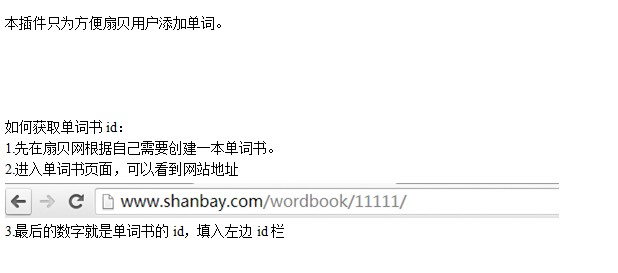 本插件只为方便扇贝用户添加单词。
如何获取单词书 id：
1.先在扇贝网根据自己需要创建一本单词书。
2.进入单词书页面，可以看到网站地址
www.shanbay.com/wordbook/11111/
3.最后的数字就是单词书的 id，填入左边 id 栏